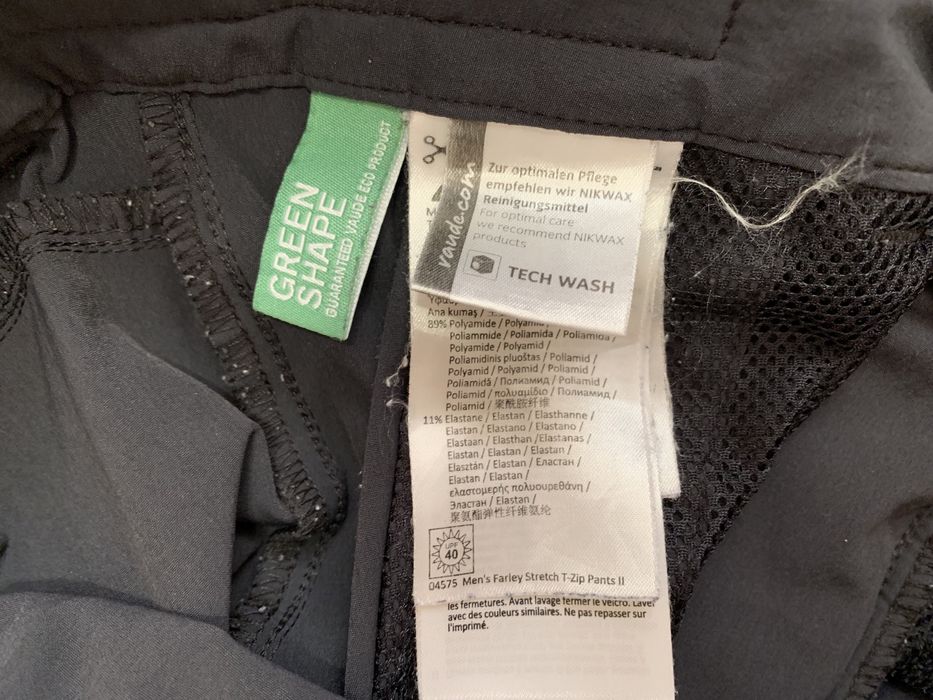 GREEN
SHAPE
GUARANTEED VAUDE ECO PRODUCT
vaude.com
Zur optimalen Pflege
empfehlen wir NIKWAX
Reinigungsmittel
For optimal care
we recommend NIKWAX
products
TECH WASH
Ana kumaş /
89% Polyamide / Polyamid /
Poliammide / Poliamida / Poliamida /
Polyamide / Polyamid /
Poliamidinis pluoštas / Poliamid /
Polyamid / Polyamid / Poliamid /
Poliamidă / Полиамид / Poliamid /
Poliamid / πολυαμίδιο / Полиамид /
Poliamid / 聚酰胺纤维
11% Elastane / Elastan / Elasthanne /
Elastan / Elastano / Elastano /
Elastaan / Elasthan / Elastanas /
Elastan / Elastan / Elastan /
Elasztán / Elastan / Еластан /
Elastan / Elastan /
ελαστομερής πολυουρεθάνη /
Эластан / Elastan /
聚氨酯弹性纤维氨纶
UPF
40
04575 Men's Farley Stretch T-Zip Pants II
les fermetures. Avant lavage fermer le velcro. Laver
avec des couleurs similaires. Ne pas repasser sur
l'imprimé.